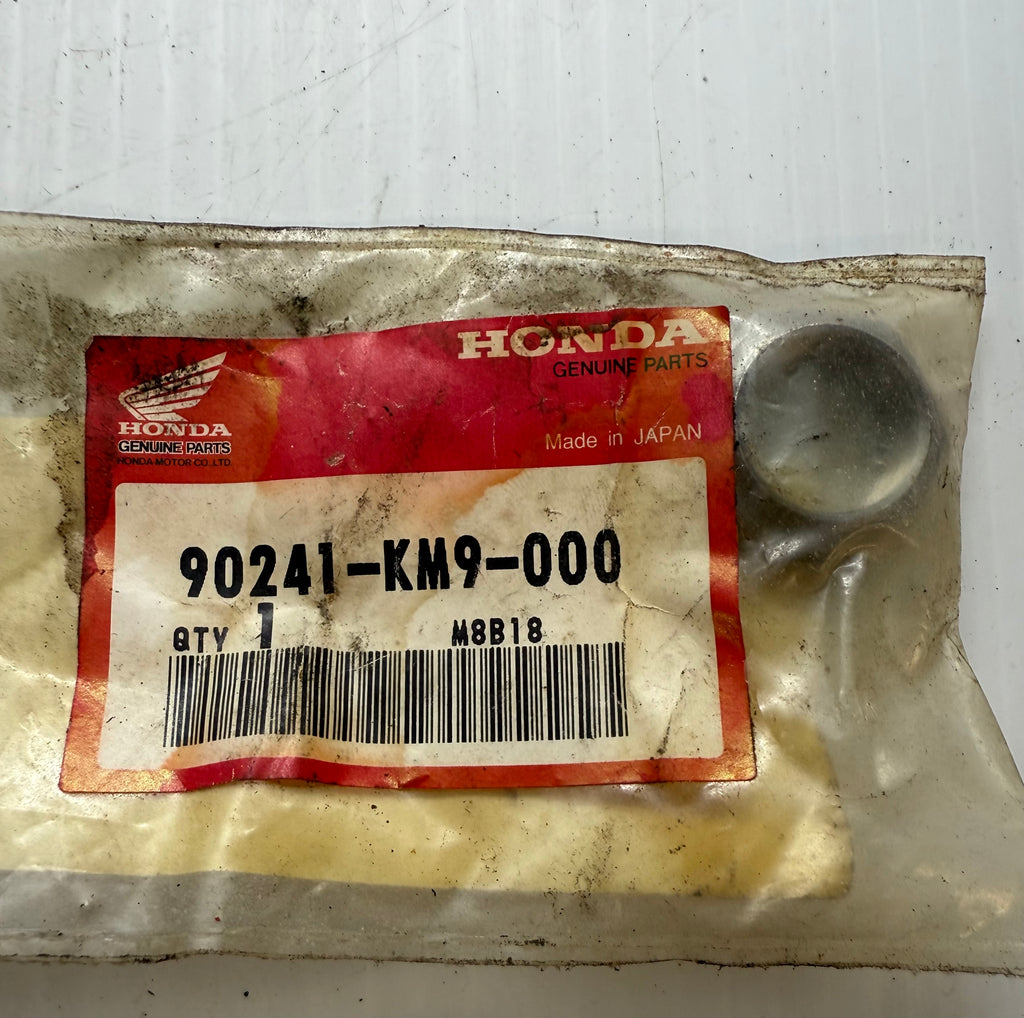 HONDA
GENUINE PARTS
Made in JAPAN
HONDA
GENUINE PARTS
HONDA MOTOR CO.,LTD.
90241-KM9-000
QTY 1 M8B18